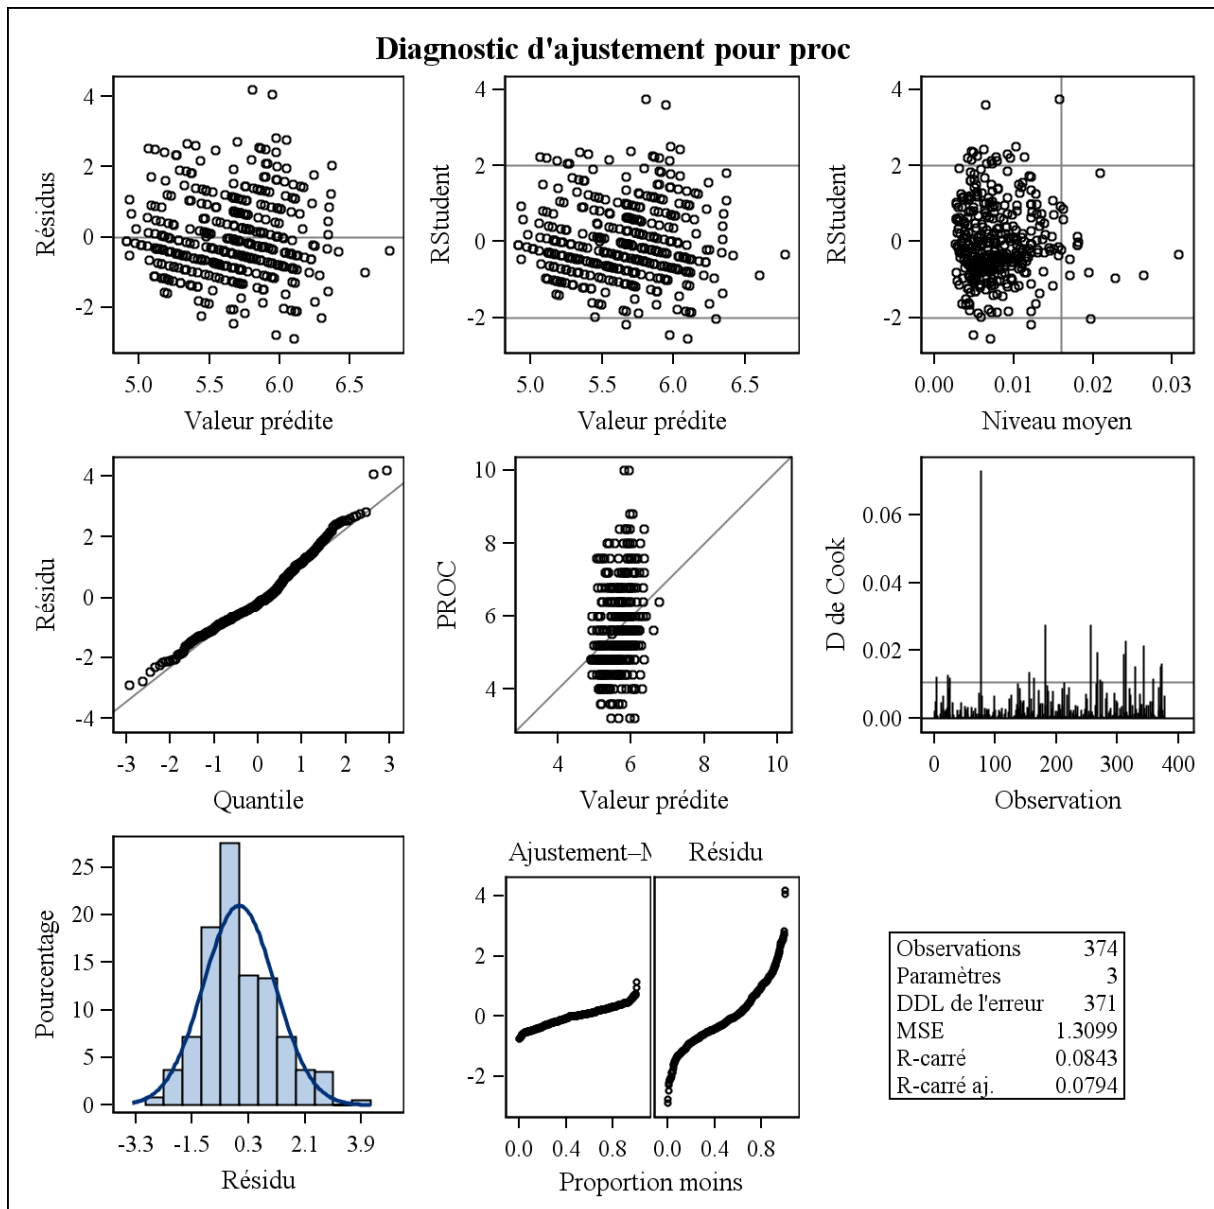 Diagnostic d'ajustement pour proc
4
2
0
-2
Résidus
5.0 5.5 6.0 6.5
Valeur prédite
4
2
0
-2
RStudent
5.0 5.5 6.0 6.5
Valeur prédite
4
2
0
-2
RStudent
0.00 0.01 0.02 0.03
Niveau moyen
4
2
0
-2
-4
Résidu
-3 -2 -1 0 1 2 3
Quantile
10
8
6
4
PROC
4 6 8 10
Valeur prédite
0.06
0.04
0.02
0.00
D de Cook
0 100 200 300 400
Observation
25
20
15
10
5
0
Pourcentage
-3.3 -1.5 0.3 2.1 3.9
Résidu
Ajustement–M Résidu
4
2
0
-2
0.0 0.4 0.8 0.0 0.4 0.8
Proportion moins
Observations 374
Paramètres 3
DDL de l'erreur 371
MSE 1.3099
R-carré 0.0843
R-carré aj. 0.0794